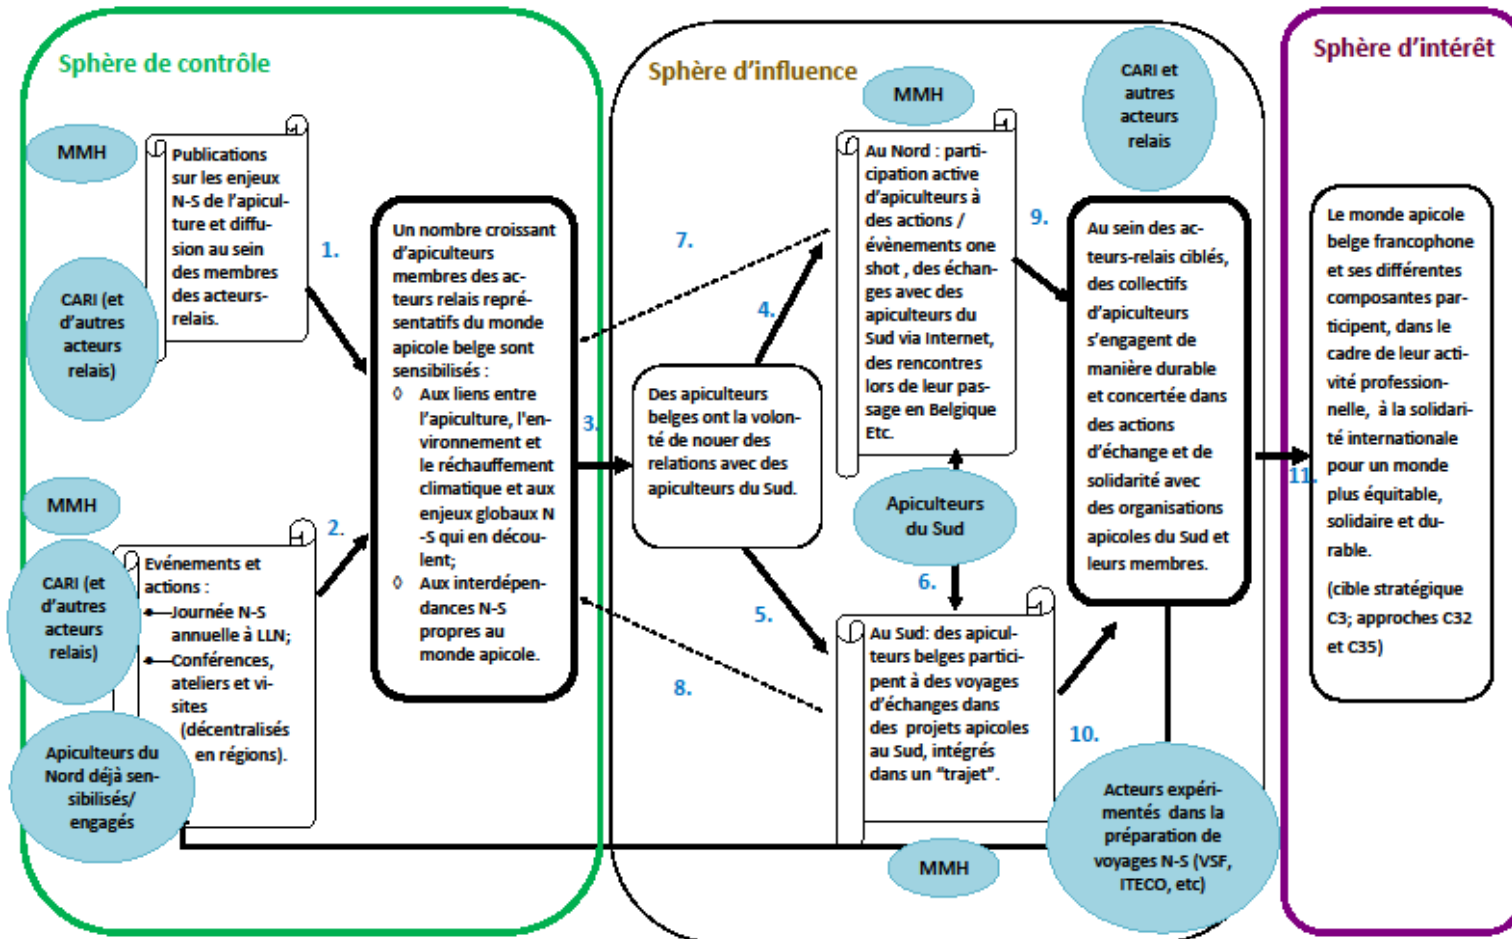 Sphère de contrôle
MMH
Publications
sur les enjeux
N-S de l'apicul-
ture et diffu-
sion au sein
des membres
des acteurs-
relais.
CARI (et
d'autres
acteurs
relais)
1.
MMH
CARI (et
d'autres
acteurs
relais)
Evénements et
actions :
Journée N-S
annuelle à LLN;
Conférences,
ateliers et vi-
sites
(décentralisés
en régions).
Apiculteurs du
Nord déjà sen-
sibilisés/
engagés
2.
Un nombre croissant
d'apiculteurs
membres des ac-
teurs relais repré-
sentatifs du monde
apicole belge sont
sensibilisés :
◊ Aux liens entre
l'apiculture, l'en-
vironnement et
le réchauffement
climatique et aux
enjeux globaux N
-S qui en décou-
lent;
◊ Aux interdépen-
dances N-S
propres au
monde apicole.
Sphère d'influence
3.
Des apiculteurs
belges ont la volon-
té de nouer des
relations avec des
apiculteurs du Sud.
7.
4.
5.
8.
MMH
Au Nord : parti-
cipation active
d'apiculteurs à
des actions /
évènements one
shot , des échan-
ges avec des
apiculteurs du
Sud via Internet,
des rencontres
lors de leur pas-
sage en Belgique
Etc.
Apiculteurs
du Sud
6.
Au Sud: des apicul-
teurs belges partici-
pent à des voyages
d'échanges dans
des projets apicoles
au Sud, intégrés
dans un "trajet".
MMH
9.
10.
CARI et
autres
acteurs
relais
Au sein des ac-
teurs-relais ciblés,
des collectifs
d'apiculteurs
s'engagent de
manière durable
et concertée dans
des actions
d'échange et de
solidarité avec
des organisations
apicoles du Sud et
leurs membres.
Acteurs expéri-
mentés dans la
préparation de
voyages N-S (VSF,
ITECO, etc)
Sphère d'intérêt
11.
Le monde apicole
belge francophone
et ses différentes
composantes par-
ticipent, dans le
cadre de leur acti-
vité profession-
nelle, à la solidari-
té internationale
pour un monde
plus équitable,
solidaire et du-
rable.
(cible stratégique
C3; approches C32
et C35)